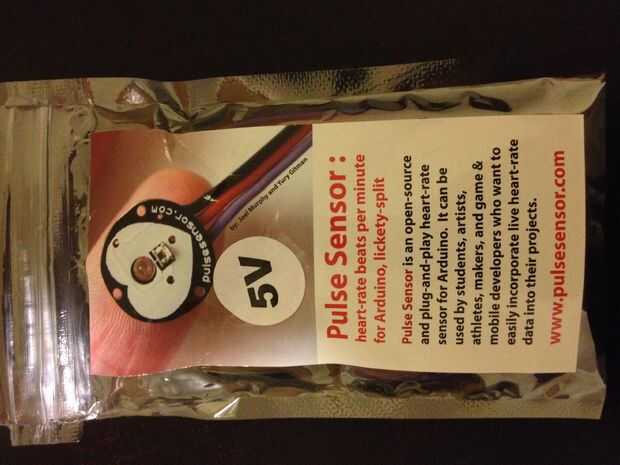 pulsesensor.com
by: Joel Murphy and Yury Gitman
5V
Pulse Sensor :
heart-rate beats per minute
for Arduino, lickety-split
Pulse Sensor is an open-source
and plug-and-play heart-rate
sensor for Arduino. It can be
used by students, artists,
athletes, makers, and game &
mobile developers who want to
easily incorporate live heart-rate
data into their projects.
www.pulsesensor.com